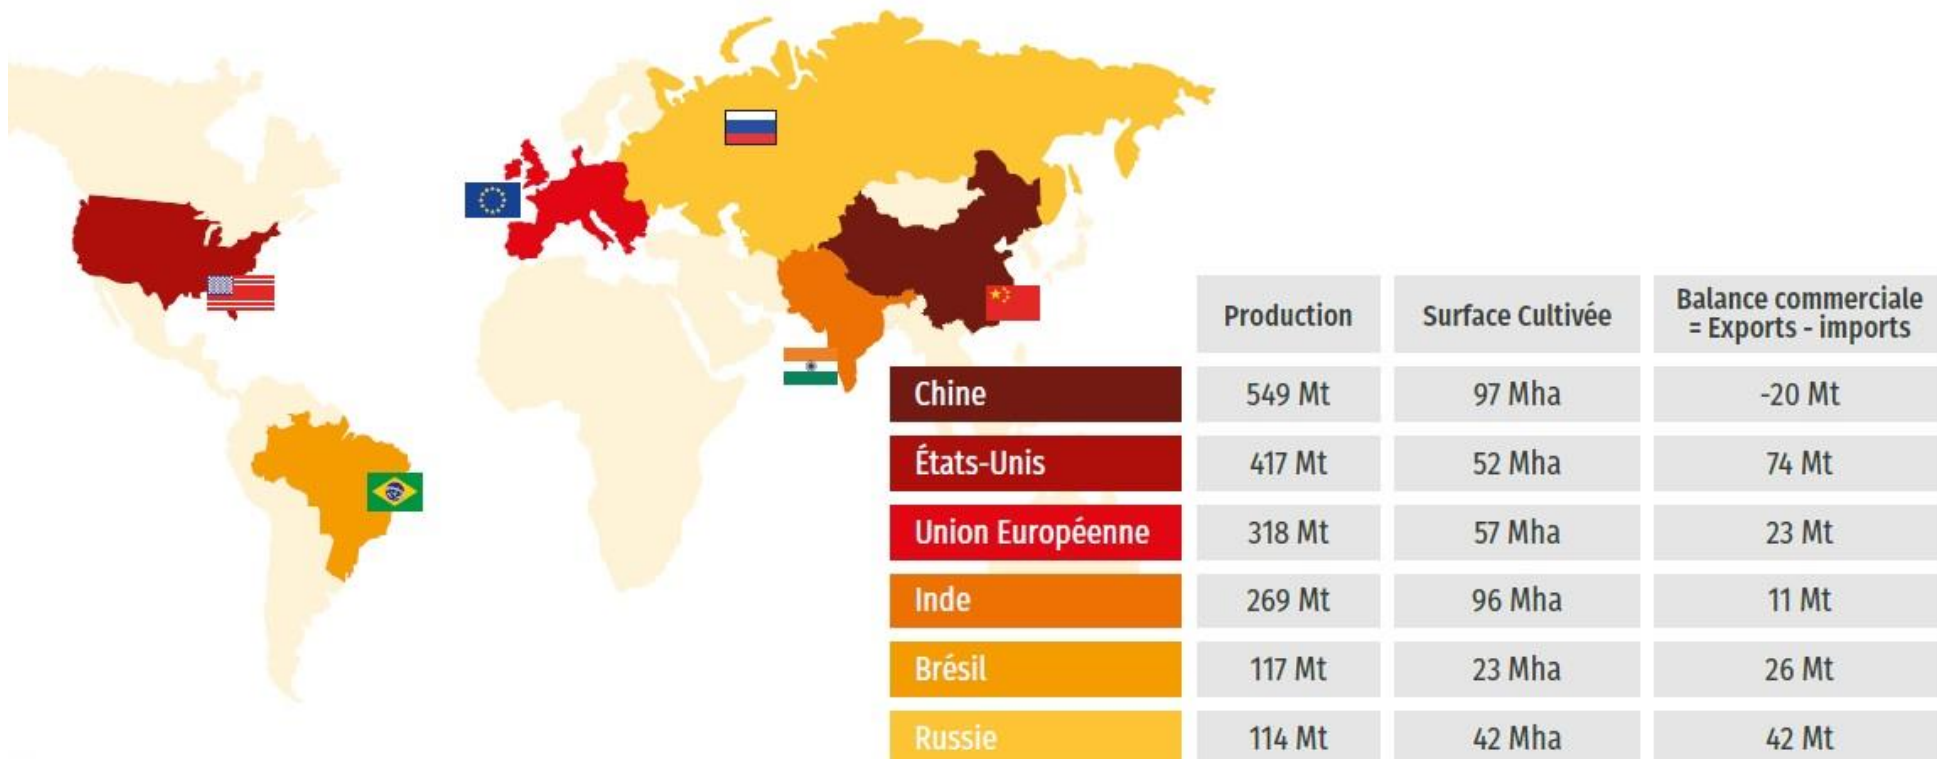 Production
Surface Cultivée
Balance commerciale
= Exports - imports
Chine
549 Mt
97 Mha
-20 Mt
États-Unis
417 Mt
52 Mha
74 Mt
Union Européenne
318 Mt
57 Mha
23 Mt
Inde
269 Mt
96 Mha
11 Mt
Brésil
117 Mt
23 Mha
26 Mt
Russie
114 Mt
42 Mha
42 Mt